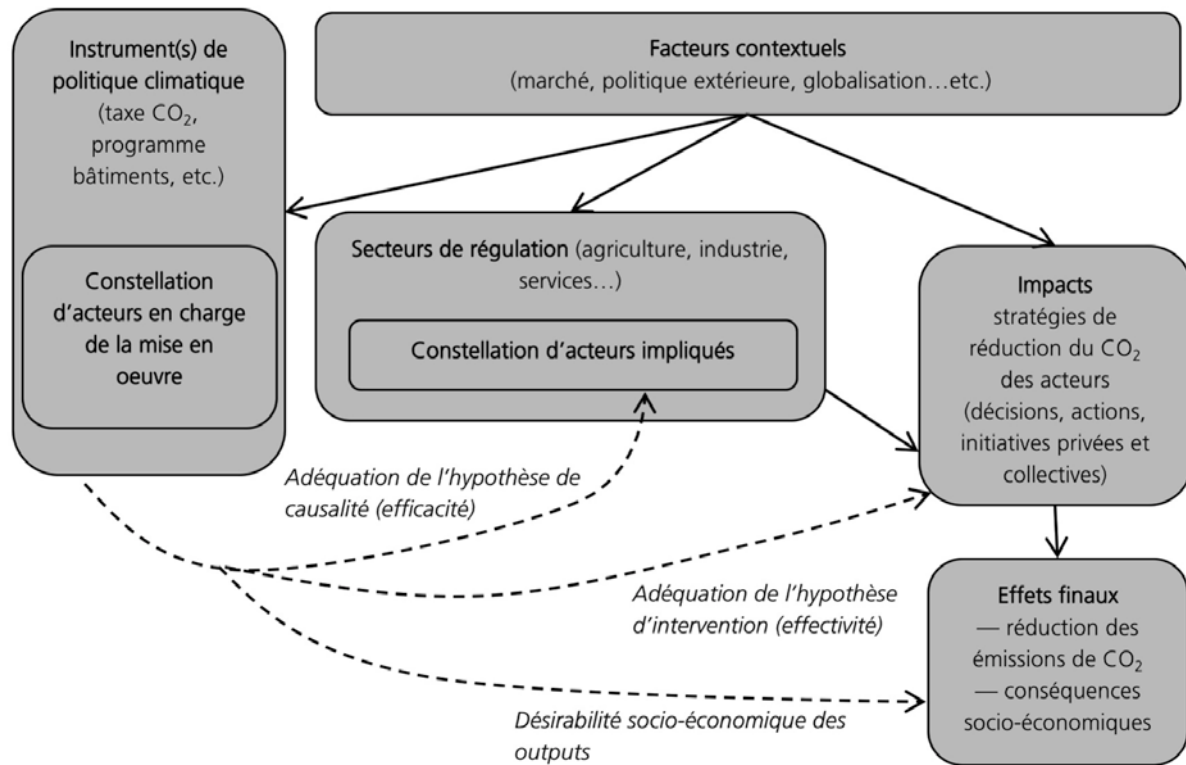 Instrument(s) de
politique climatique
(taxe CO₂,
programme
bâtiments, etc.)
Constellation
d'acteurs en charge
de la mise en
oeuvre
Facteurs contextuels
(marché, politique extérieure, globalisation…etc.)
Secteurs de régulation (agriculture, industrie,
services…)
Constellation d'acteurs impliqués
Impacts
stratégies de
réduction du CO₂
des acteurs
(décisions, actions,
initiatives privées et
collectives)
Adéquation de l'hypothèse de
causalité (efficacité)
Adéquation de l'hypothèse
d'intervention (effectivité)
Désirabilité socio-économique des
outputs
Effets finaux
— réduction des
émissions de CO₂
— conséquences
socio-économiques